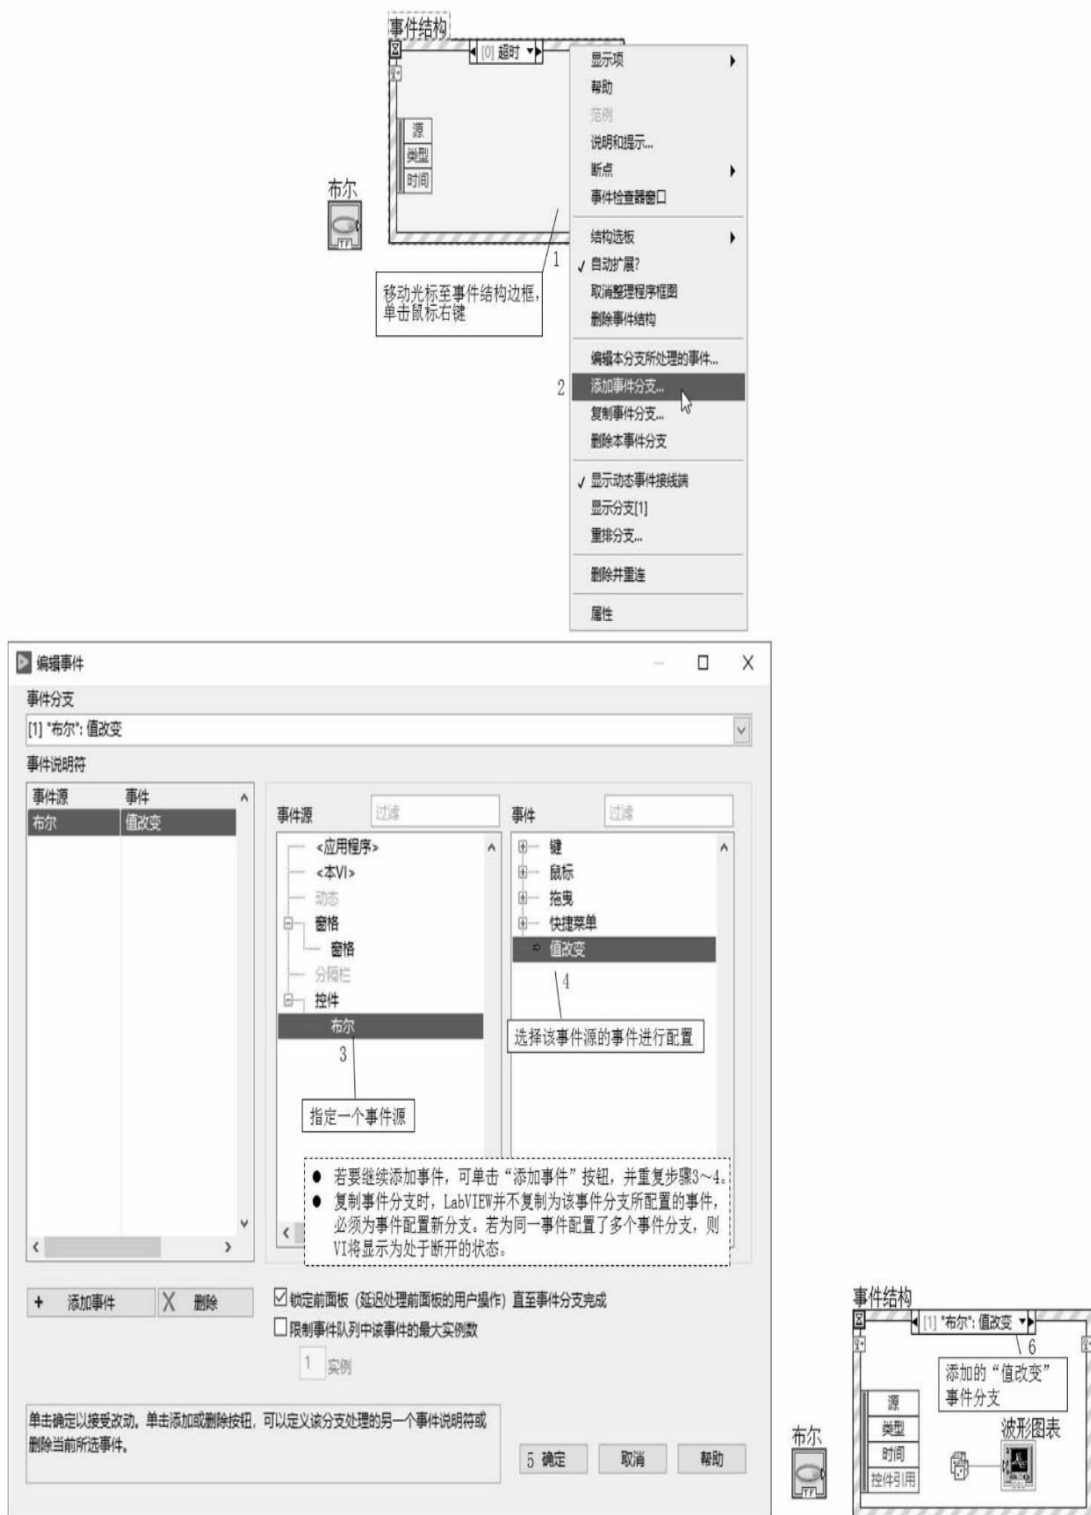 事件结构
[0] 超时
源
类型
时间
布尔
TF
1
移动光标至事件结构边框，
单击鼠标右键
显示项
帮助
范例
说明和提示...
断点
事件检查器窗口
结构选板
自动扩展?
取消整理程序框图
删除事件结构
编辑本分支所处理的事件...
2
添加事件分支...
复制事件分支...
删除本事件分支
显示动态事件接线端
显示分支[1]
重排分支...
删除并重连
属性
编辑事件
事件分支
[1] "布尔": 值改变
事件说明符
事件源 事件
布尔 值改变
事件源 过滤
<应用程序>
<本VI>
动态
窗格
窗格
分隔栏
控件
布尔
3
指定一个事件源
事件 过滤
键
鼠标
拖曳
快捷菜单
值改变
4
选择该事件源的事件进行配置
● 若要继续添加事件，可单击“添加事件”按钮，并重复步骤3～4。
● 复制事件分支时，LabVIEW并不复制为该事件分支所配置的事件，
必须为事件配置新分支。若为同一事件配置了多个事件分支，则
VI将显示为处于断开的状态。
添加事件 删除
锁定前面板（延迟处理前面板的用户操作）直至事件分支完成
限制事件队列中该事件的最大实例数
1 实例
单击确定以接受改动。单击添加或删除按钮，可以定义该分支处理的另一个事件说明符或
删除当前所选事件。
5 确定 取消 帮助
事件结构
[1] "布尔": 值改变
6
添加的“值改变”
事件分支
源
类型
时间
控件引用
波形图表
DBL
布尔
TF